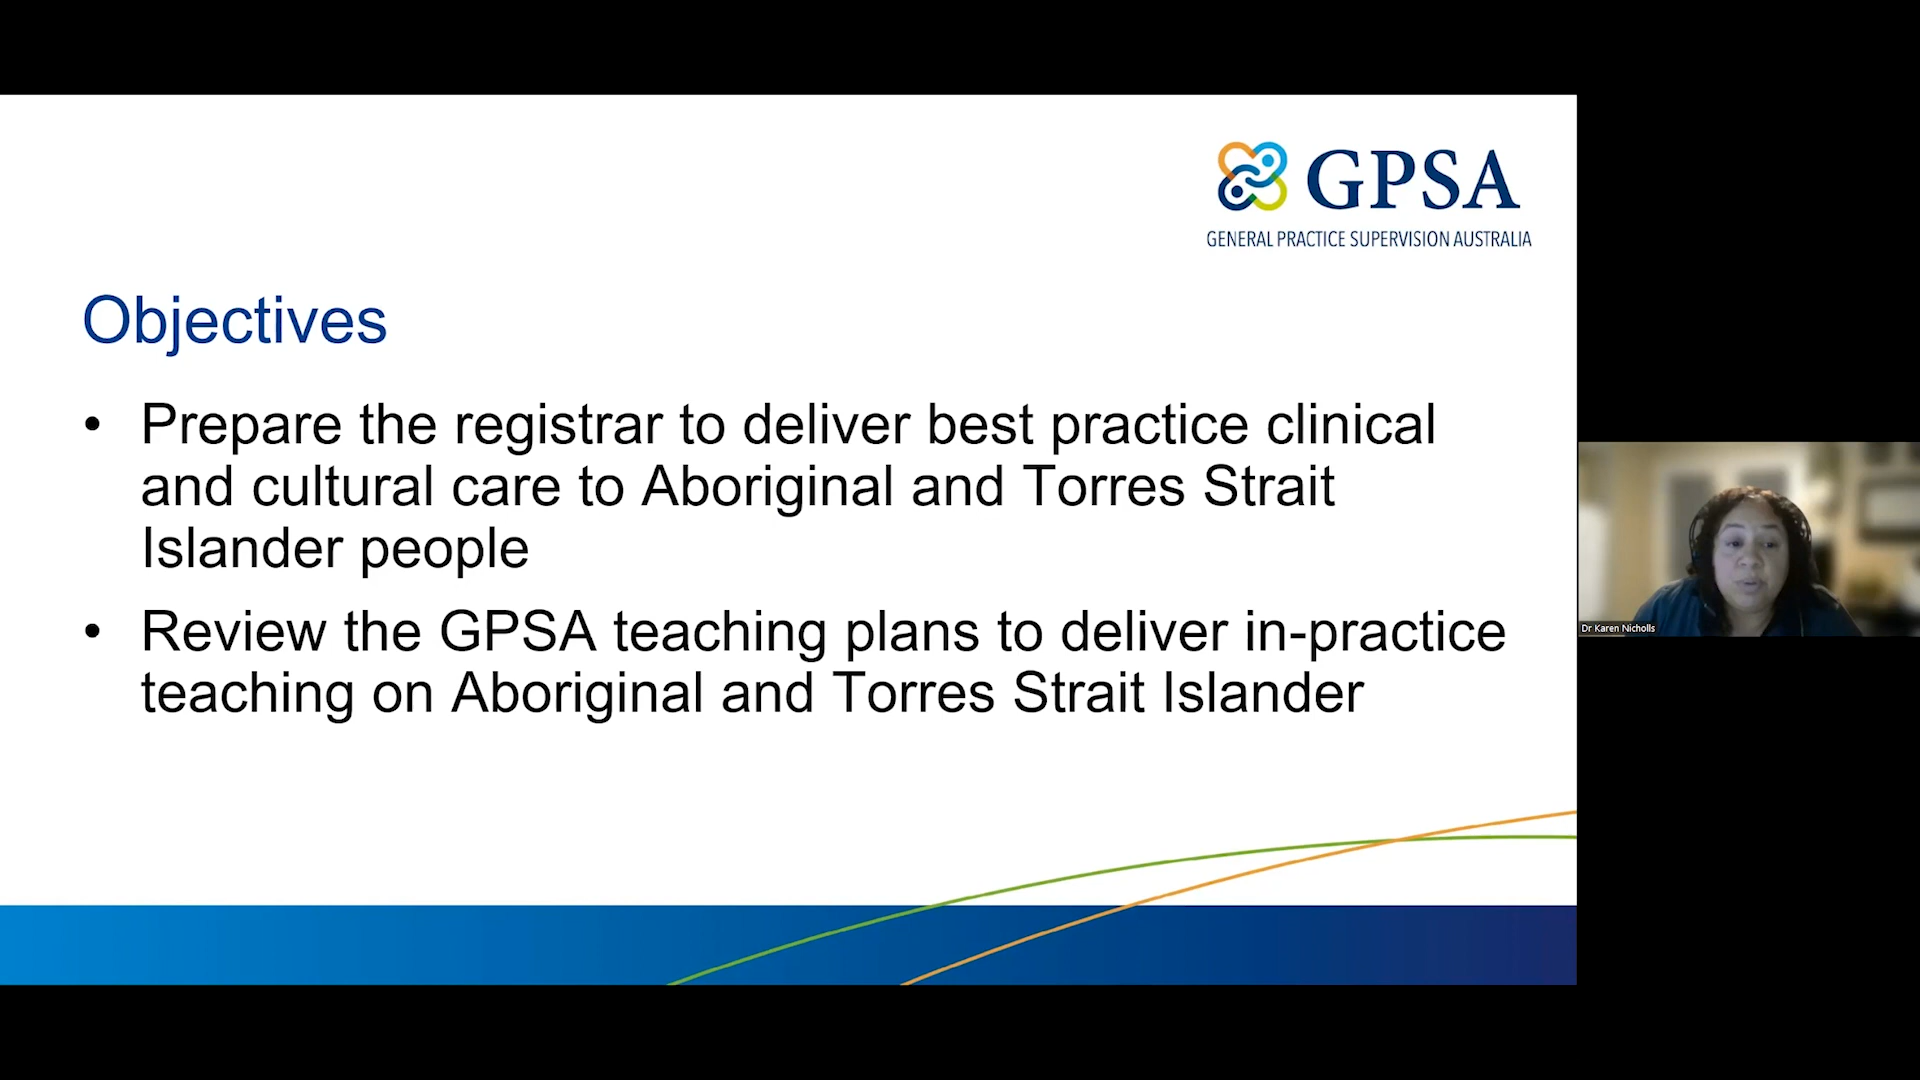 GPSA
GENERAL PRACTICE SUPERVISION AUSTRALIA
Objectives
• Prepare the registrar to deliver best practice clinical
and cultural care to Aboriginal and Torres Strait
Islander people
• Review the GPSA teaching plans to deliver in-practice
teaching on Aboriginal and Torres Strait Islander
Dr Karen Nicholls